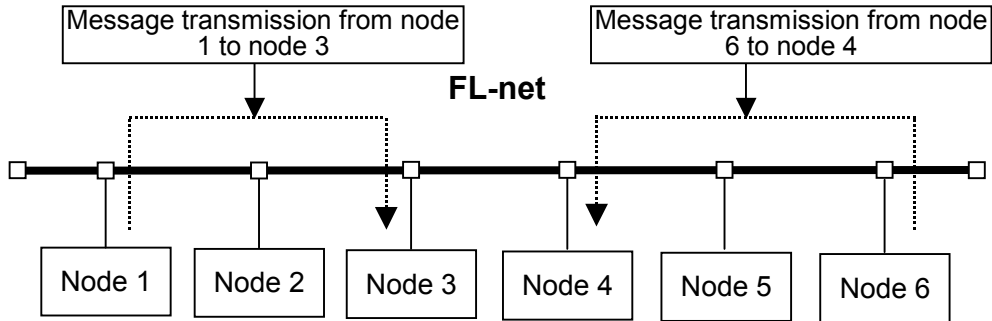 Message transmission from node
1 to node 3
Message transmission from node
6 to node 4
FL-net
Node 1
Node 2
Node 3
Node 4
Node 5
Node 6